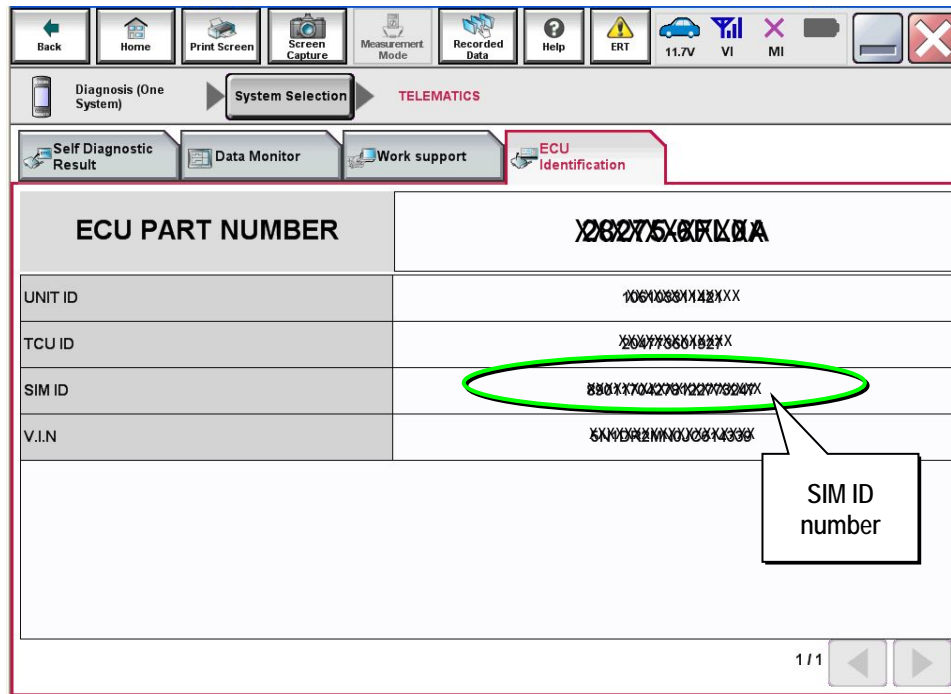 Back
Home
Print Screen
Screen
Capture
Measurement
Mode
Recorded
Data
Help
ERT
11.7V
VI
MI
Diagnosis (One
System)
System Selection
TELEMATICS
Self Diagnostic
Result
Data Monitor
Work support
ECU
Identification
ECU PART NUMBER
UNIT ID
TCU ID
SIM ID
V.I.N
SIM ID
number
1/1